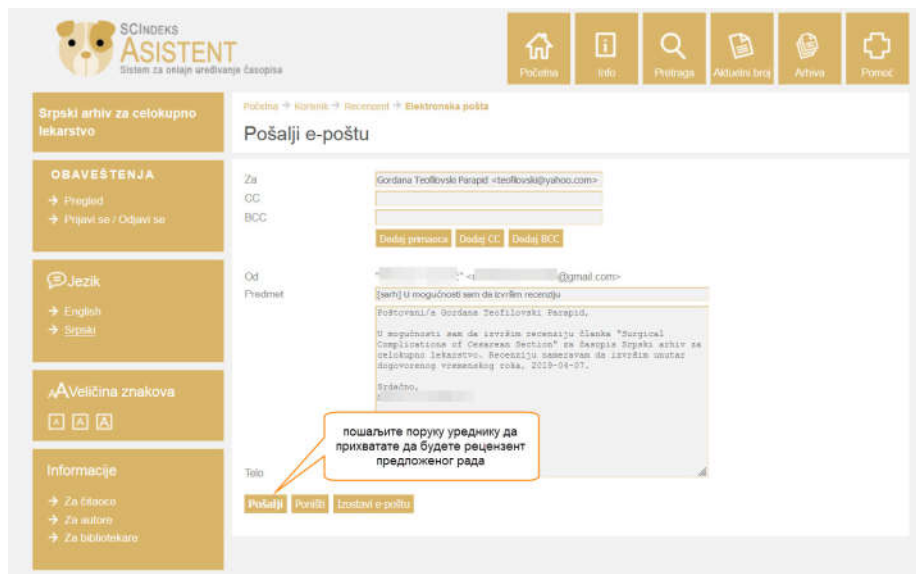 SCINDEKS
ASISTENT
Sistem za onlajn uređivanje časopisa
Početna
Info
Pretraga
Aktuelni broj
Arhiva
Pomoć
Srpski arhiv za celokupno
lekarstvo
Početna → Korisnik → Recenzent → Elektronska pošta
Pošalji e-poštu
OBAVEŠTENJA
→ Pregled
→ Prijavi se / Odjavi se
Jezik
→ English
→ Srpski
AA Veličina znakova
A A A
Informacije
→ Za čitaoce
→ Za autore
→ Za bibliotekare
Za
Gordana Teofilovski Parapid <teofilovski@yahoo.com>
CC
BCC
Dodaj primaoca Dodaj CC Dodaj BCC
Od
@gmail.com>
Predmet
[sarh] U mogućnosti sam da izvršim recenziju
Poštovani/a Gordana Teofilovski Parapid,
U mogućnosti sam da izvršim recenziju članka "Surgical
Complications of Cesarean Section" za časopis Srpski arhiv za
celokupno lekarstvo. Recenziju nameravam da izvršim unutar
dogovorenog vremenskog roka, 2019-04-07.
Srdačno,
пошаљите поруку уреднику да
прихватате да будете рецензент
предложеног рада
Telo
Pošalji Poništi Izostavi e-poštu